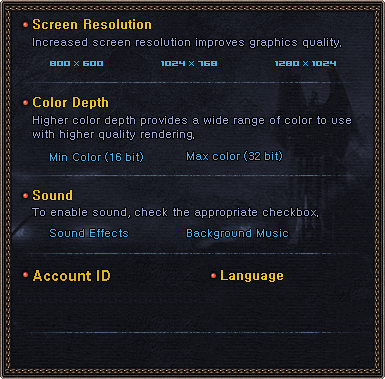 Screen Resolution
Increased screen resolution improves graphics quality.
800 × 600 1024 × 768 1280 × 1024
Color Depth
Higher color depth provides a wide range of color to use
with higher quality rendering.
Min Color (16 bit) Max color (32 bit)
Sound
To enable sound, check the appropriate checkbox.
Sound Effects Background Music
Account ID Language